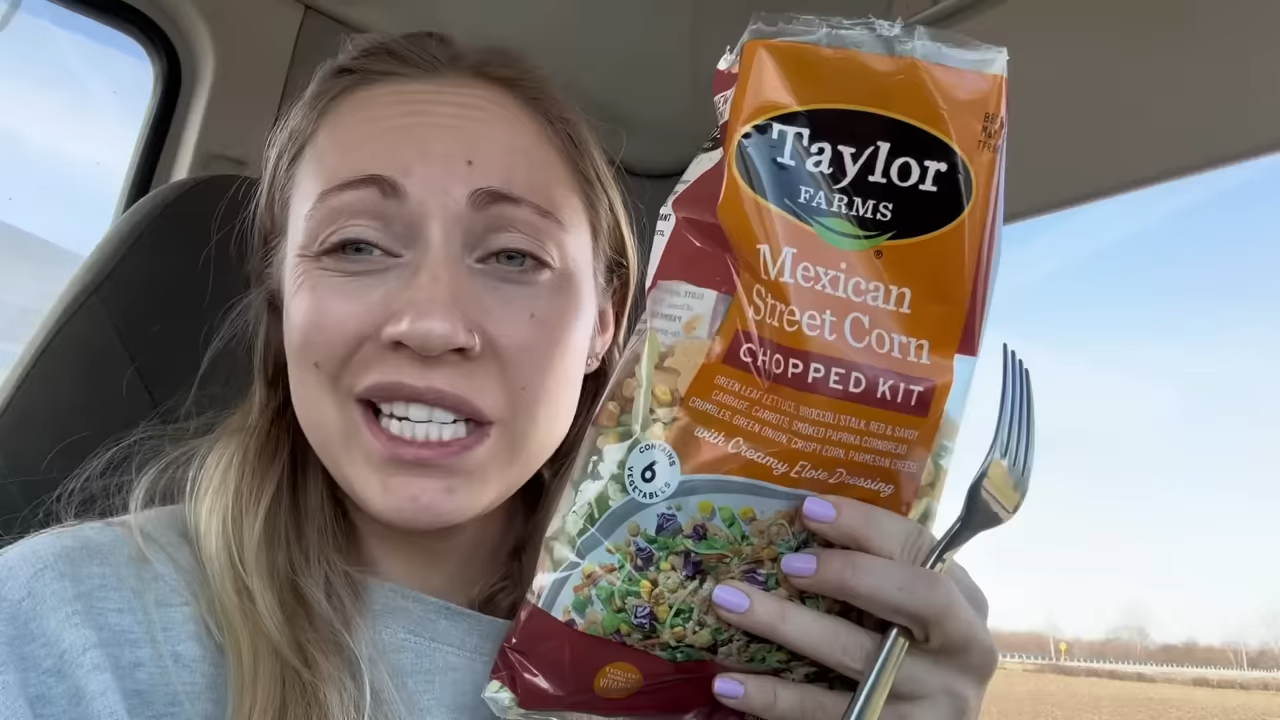 Taylor
FARMS
®
Mexican
Street Corn
CHOPPED KIT
GREEN LEAF LETTUCE, BROCCOLI STALK, RED & SAVOY
CABBAGE, CARROTS, SMOKED PAPRIKA CORNBREAD
CRUMBLES, GREEN ONION, CRISPY CORN, PARMESAN CHEESE
with Creamy Elote Dressing
CONTAINS
6
VEGETABLES
EXCELLENT